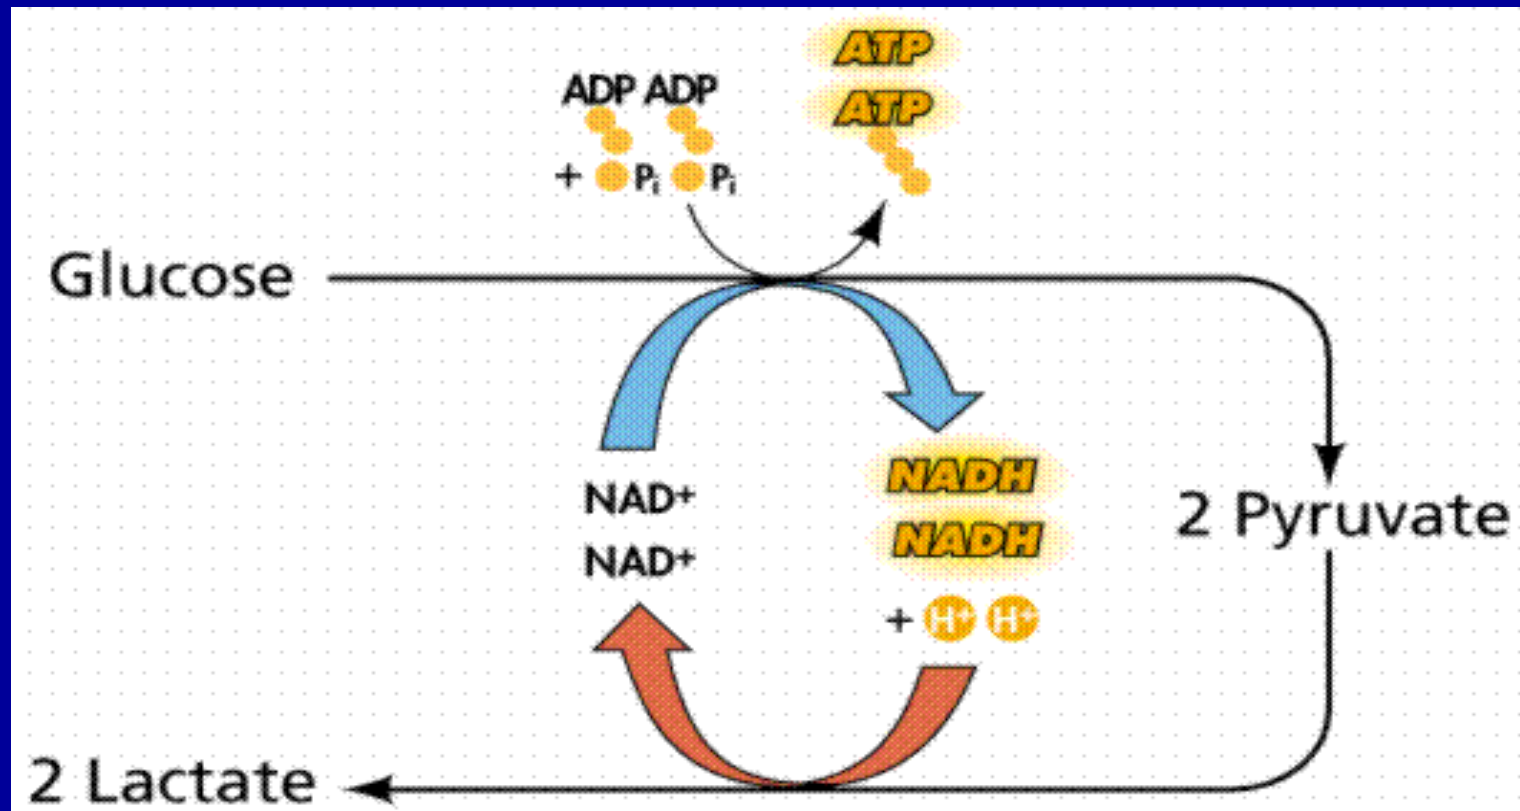 ATP
ATP
ADP ADP
+ Pi Pi
Glucose
NAD+
NAD+
NADH
NADH
+ H+ H+
2 Pyruvate
2 Lactate